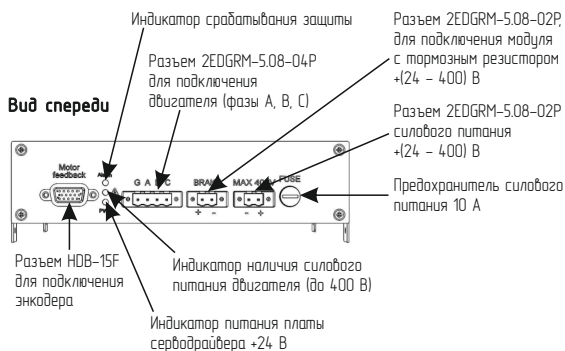 Индикатор срабатывания защиты
Разъем 2EDGRM-5.08-04P
для подключения
двигателя (фазы A, B, C)
Разъем 2EDGRM-5.08-02P,
для подключения модуля
с тормозным резистором
+(24 - 400) В
Разъем 2EDGRM-5.08-02P
силового питания
+(24 - 400) В
Предохранитель силового
питания 10 А
Вид спереди
Motor
feedback
G A
MAX 400V
FUSE
+ -
- +
Разъем HDB-15F
для подключения
энкодера
Индикатор наличия силового
питания двигателя (до 400 В)
Индикатор питания платы
серводрайвера +24 В